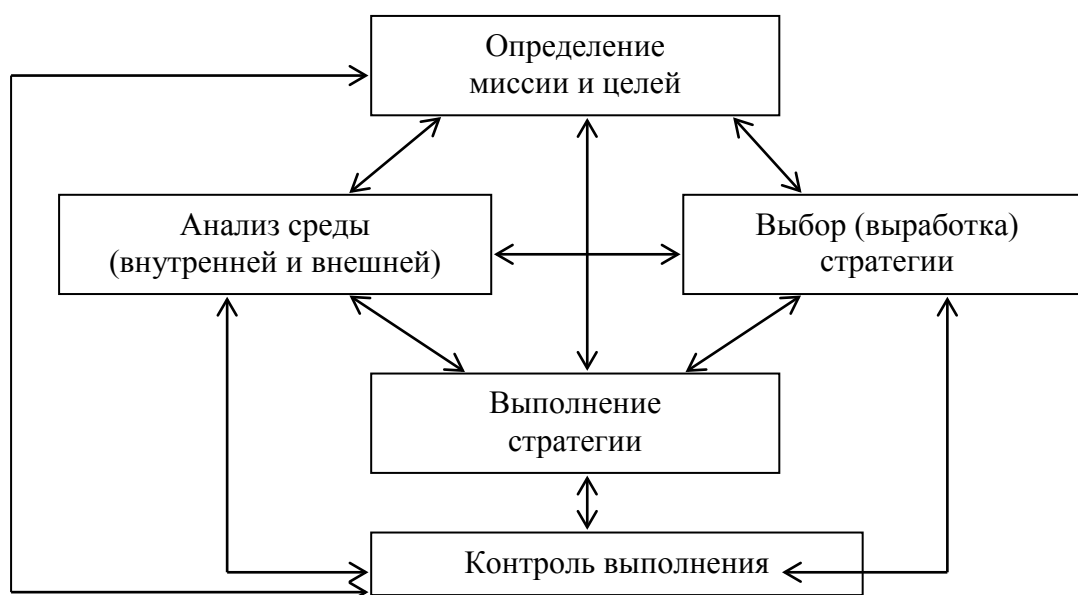 Определение
миссии и целей
Анализ среды
(внутренней и внешней)
Выбор (выработка)
стратегии
Выполнение
стратегии
Контроль выполнения